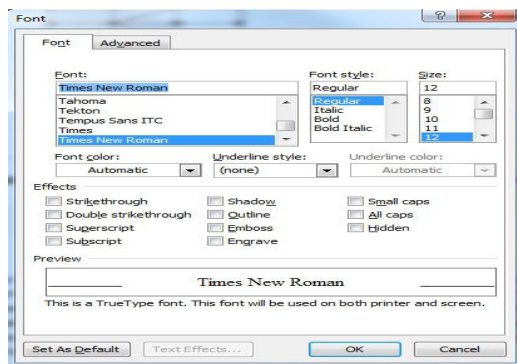 Font
Font Advanced
Font: Font style: Size:
Times New Roman Regular 12
Tahoma Regular 8
Tekton Italic 9
Tempus Sans ITC Bold 10
Times Bold Italic 11
Times New Roman 12
Font color: Underline style: Underline color:
Automatic (none) Automatic
Effects
Strikethrough Shadow Small caps
Double strikethrough Outline All caps
Superscript Emboss Hidden
Subscript Engrave
Preview
Times New Roman
This is a TrueType font. This font will be used on both printer and screen.
Set As Default Text Effects... OK Cancel